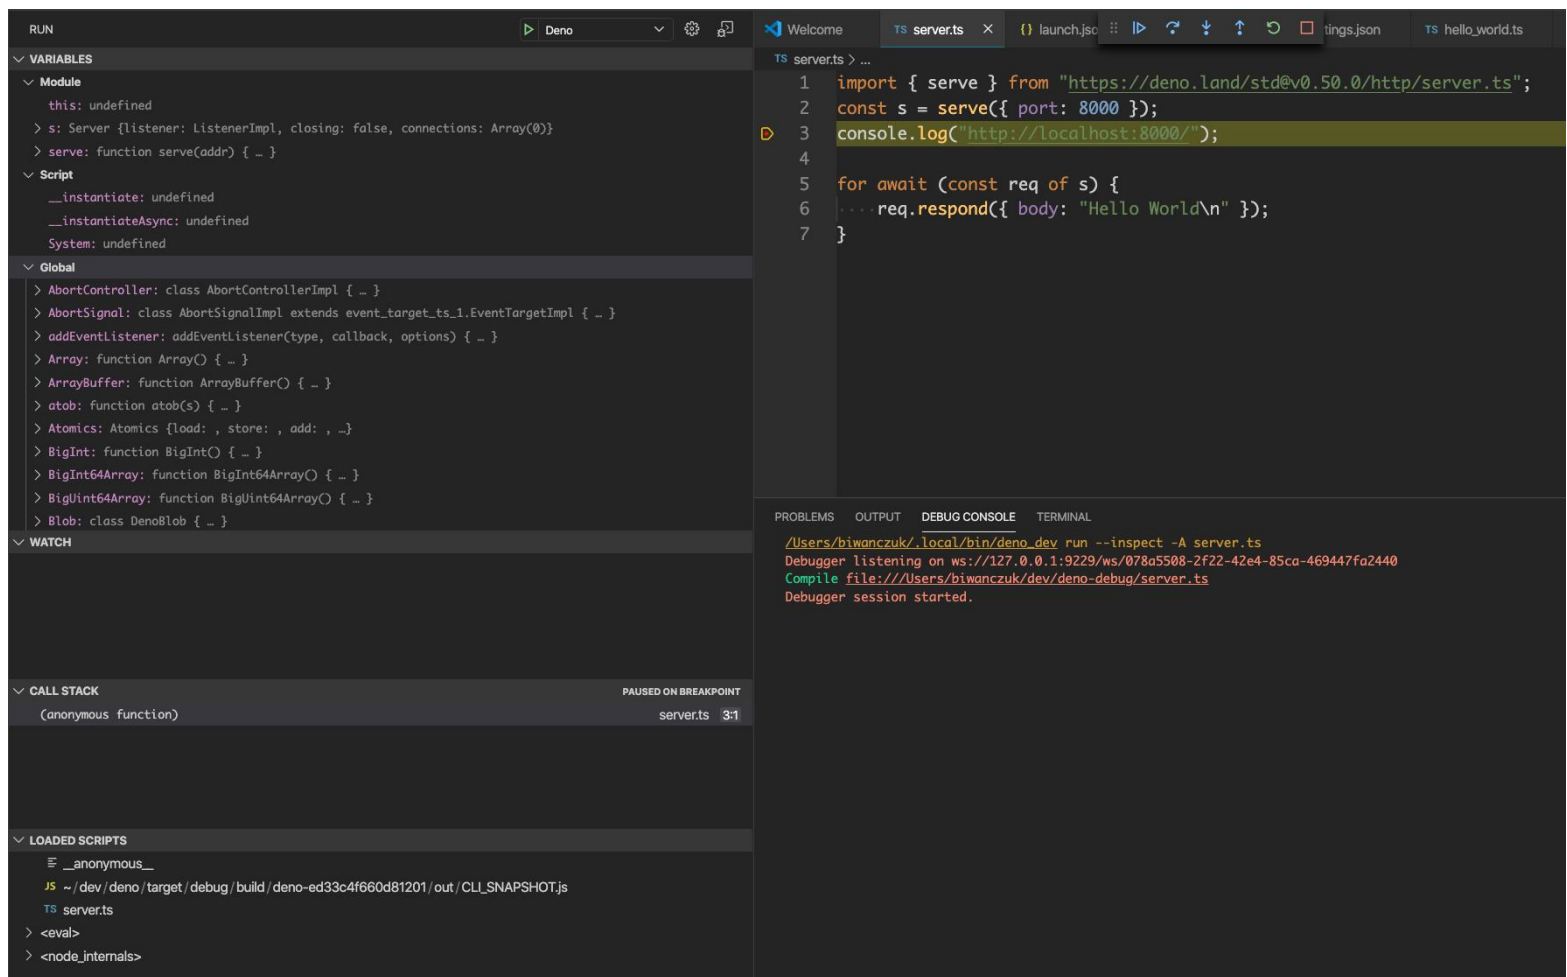 RUN
Deno
VARIABLES
Module
this: undefined
s: Server {listener: ListenerImpl, closing: false, connections: Array(0)}
serve: function serve(addr) { … }
Script
__instantiate: undefined
__instantiateAsync: undefined
System: undefined
Global
AbortController: class AbortControllerImpl { … }
AbortSignal: class AbortSignalImpl extends event_target_ts_1.EventTargetImpl { … }
addEventListener: addEventListener(type, callback, options) { … }
Array: function Array() { … }
ArrayBuffer: function ArrayBuffer() { … }
atob: function atob(s) { … }
Atomics: Atomics {load: , store: , add: , …}
BigInt: function BigInt() { … }
BigInt64Array: function BigInt64Array() { … }
BigUint64Array: function BigUint64Array() { … }
Blob: class DenoBlob { … }
WATCH
CALL STACK PAUSED ON BREAKPOINT
(anonymous function) server.ts 3:1
LOADED SCRIPTS
__anonymous__
JS ~/dev/deno/target/debug/build/deno-ed33c4f660d81201/out/CLI_SNAPSHOT.js
TS server.ts
<eval>
<node_internals>
Welcome TS server.ts {} launch.jso tings.json TS hello_world.ts
TS server.ts > ...
1 import { serve } from "https://deno.land/std@v0.50.0/http/server.ts";
2 const s = serve({ port: 8000 });
3 console.log("http://localhost:8000/");
4
5 for await (const req of s) {
6 ····req.respond({ body: "Hello World\n" });
7 }
PROBLEMS OUTPUT DEBUG CONSOLE TERMINAL
/Users/biwanczuk/.local/bin/deno_dev run --inspect -A server.ts
Debugger listening on ws://127.0.0.1:9229/ws/078a5508-2f22-42e4-85ca-469447fa2440
Compile file:///Users/biwanczuk/dev/deno-debug/server.ts
Debugger session started.